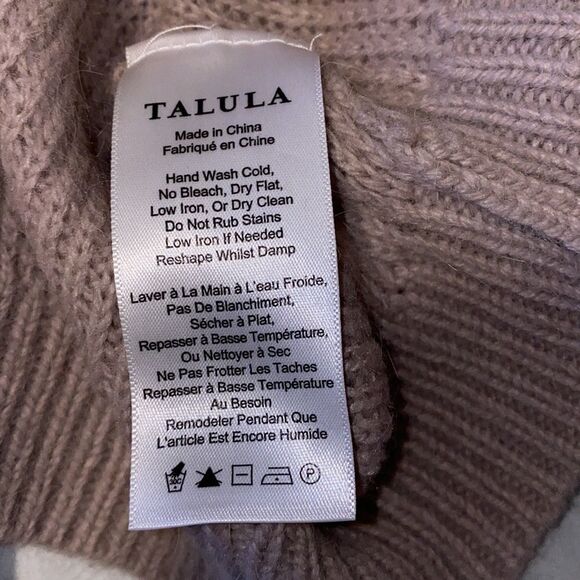 TALULA
Made in China
Fabriqué en Chine
Hand Wash Cold,
No Bleach, Dry Flat,
Low Iron, Or Dry Clean
Do Not Rub Stains
Low Iron If Needed
Reshape Whilst Damp
Laver à La Main à L'eau Froide,
Pas De Blanchiment,
Sécher à Plat,
Repasser à Basse Température,
Ou Nettoyer à Sec
Ne Pas Frotter Les Taches
Repasser à Basse Température
Au Besoin
Remodeler Pendant Que
L'article Est Encore Humide
30C P